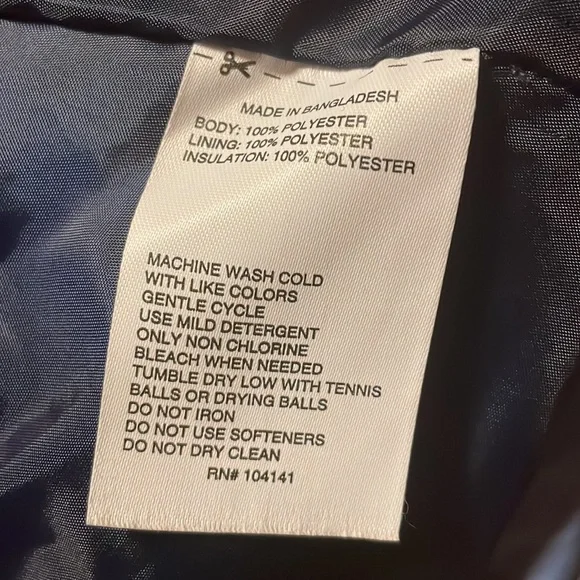 MADE IN BANGLADESH
BODY: 100% POLYESTER
LINING: 100% POLYESTER
INSULATION: 100% POLYESTER
MACHINE WASH COLD
WITH LIKE COLORS
GENTLE CYCLE
USE MILD DETERGENT
ONLY NON CHLORINE
BLEACH WHEN NEEDED
TUMBLE DRY LOW WITH TENNIS
BALLS OR DRYING BALLS
DO NOT IRON
DO NOT USE SOFTENERS
DO NOT DRY CLEAN
RN# 104141